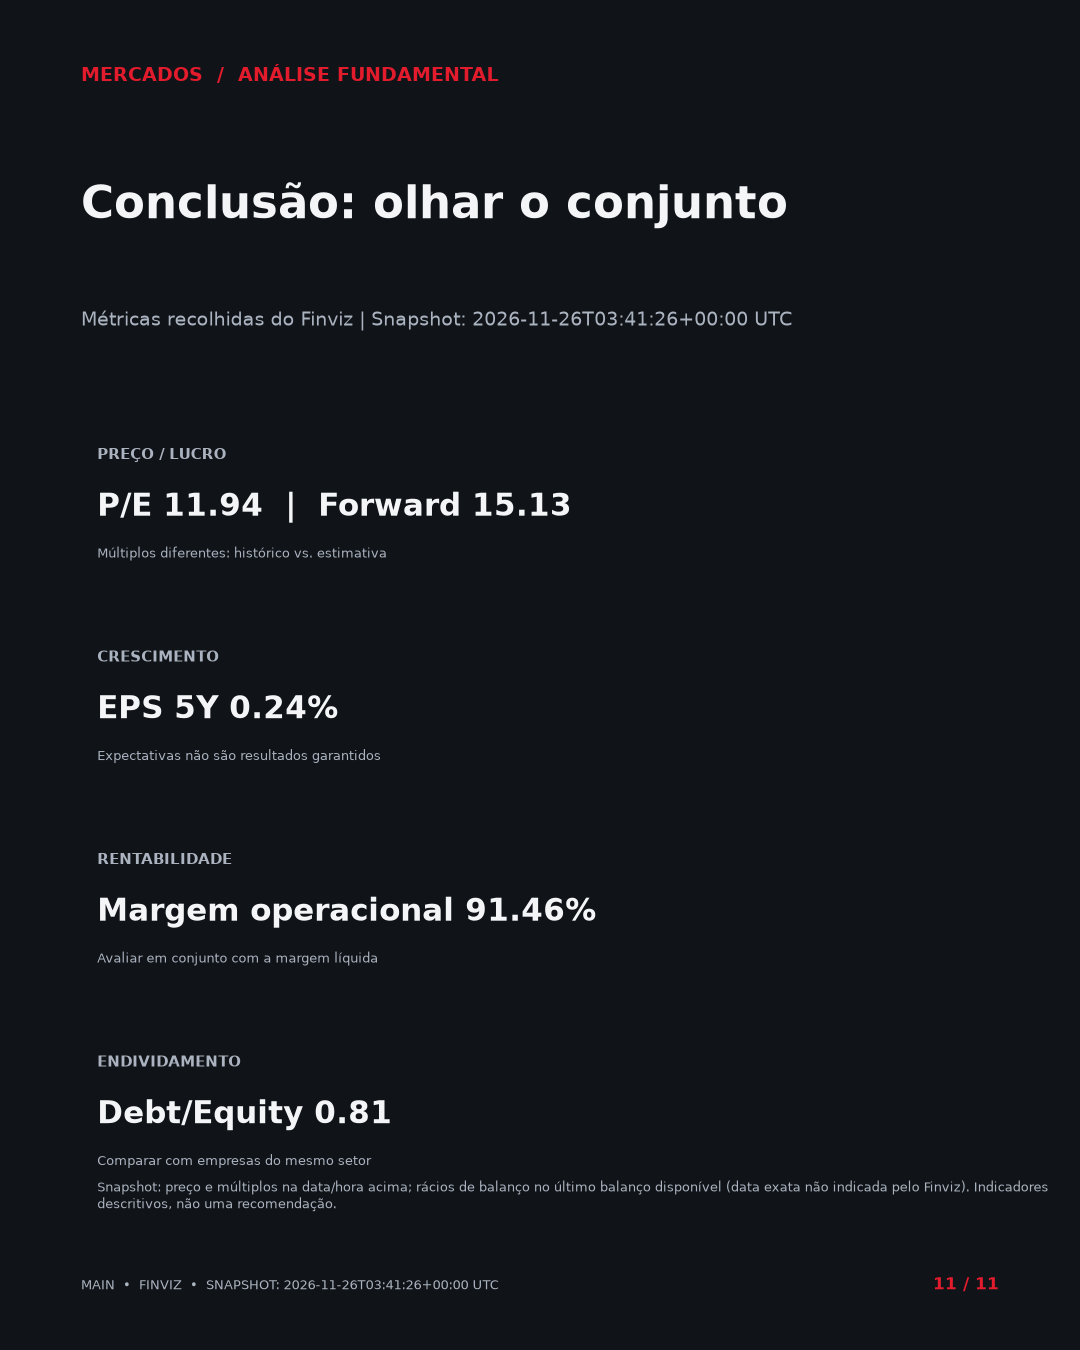 MERCADOS / ANÁLISE FUNDAMENTAL
Conclusão: olhar o conjunto
Métricas recolhidas do Finviz | Snapshot: 2026-11-26T03:41:26+00:00 UTC
PREÇO / LUCRO
P/E 11.94 | Forward 15.13
Múltiplos diferentes: histórico vs. estimativa
CRESCIMENTO
EPS 5Y 0.24%
Expectativas não são resultados garantidos
RENTABILIDADE
Margem operacional 91.46%
Avaliar em conjunto com a margem líquida
ENDIVIDAMENTO
Debt/Equity 0.81
Comparar com empresas do mesmo setor
Snapshot: preço e múltiplos na data/hora acima; rácios de balanço no último balanço disponível (data exata não indicada pelo Finviz). Indicadores
descritivos, não uma recomendação.
MAIN • FINVIZ • SNAPSHOT: 2026-11-26T03:41:26+00:00 UTC
11 / 11